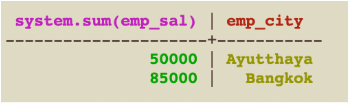 system.sum(emp_sal) | emp_city
---------------------+-----------
50000 | Ayutthaya
85000 | Bangkok